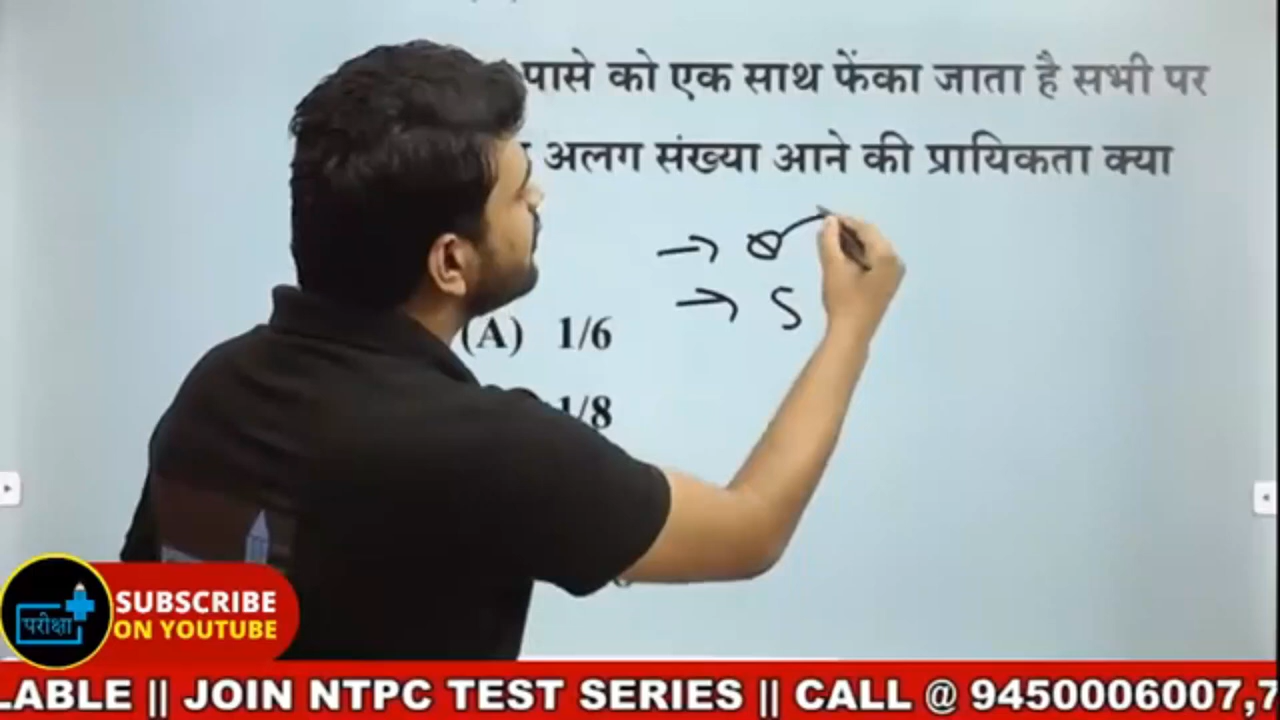 पासे को एक साथ फेंका जाता है सभी पर
अलग संख्या आने की प्रायिकता क्या
(A) 1/6
1/8
परीक्षा
SUBSCRIBE
ON YOUTUBE
LABLE || JOIN NTPC TEST SERIES || CALL @ 9450006007,7